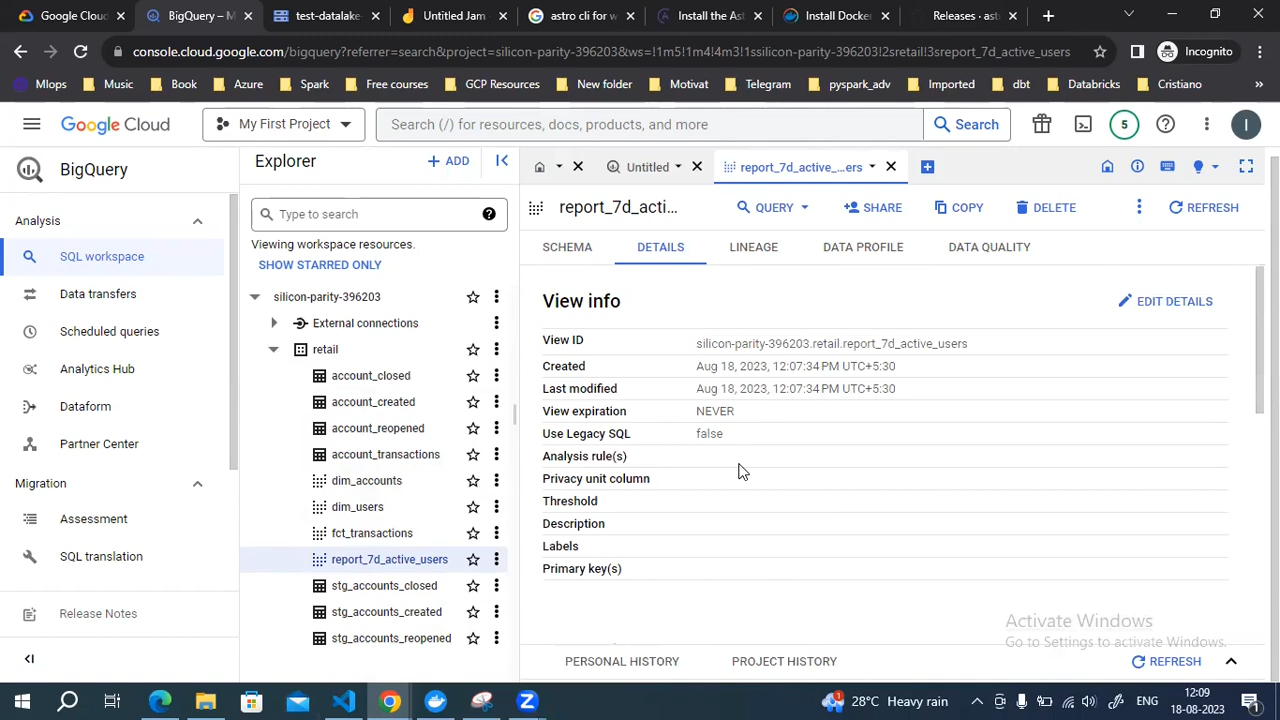 Google Cloud
BigQuery – M
test-datalake
Untitled Jam
astro cli for w
Install the Ast
Install Docker
Releases · ast
console.cloud.google.com/bigquery?referrer=search&project=silicon-parity-396203&ws=!1m5!1m4!4m3!1ssilicon-parity-396203!2sretail!3sreport_7d_active_users
Incognito
Mlops
Music
Book
Azure
Spark
Free courses
GCP Resources
New folder
Motivat
Telegram
pyspark_adv
Imported
dbt
Databricks
Cristiano
Google Cloud
My First Project
Search (/) for resources, docs, products, and more
Search
5
I
BigQuery
Analysis
SQL workspace
Data transfers
Scheduled queries
Analytics Hub
Dataform
Partner Center
Migration
Assessment
SQL translation
Release Notes
Explorer
+ ADD
Type to search
Viewing workspace resources.
SHOW STARRED ONLY
silicon-parity-396203
External connections
retail
account_closed
account_created
account_reopened
account_transactions
dim_accounts
dim_users
fct_transactions
report_7d_active_users
stg_accounts_closed
stg_accounts_created
stg_accounts_reopened
Untitled
report_7d_active_...ers
report_7d_acti...
QUERY
SHARE
COPY
DELETE
REFRESH
SCHEMA
DETAILS
LINEAGE
DATA PROFILE
DATA QUALITY
View info
EDIT DETAILS
View ID silicon-parity-396203.retail.report_7d_active_users
Created Aug 18, 2023, 12:07:34 PM UTC+5:30
Last modified Aug 18, 2023, 12:07:34 PM UTC+5:30
View expiration NEVER
Use Legacy SQL false
Analysis rule(s)
Privacy unit column
Threshold
Description
Labels
Primary key(s)
Activate Windows
Go to Settings to activate Windows.
PERSONAL HISTORY
PROJECT HISTORY
REFRESH
28°C Heavy rain
ENG
12:09
18-08-2023